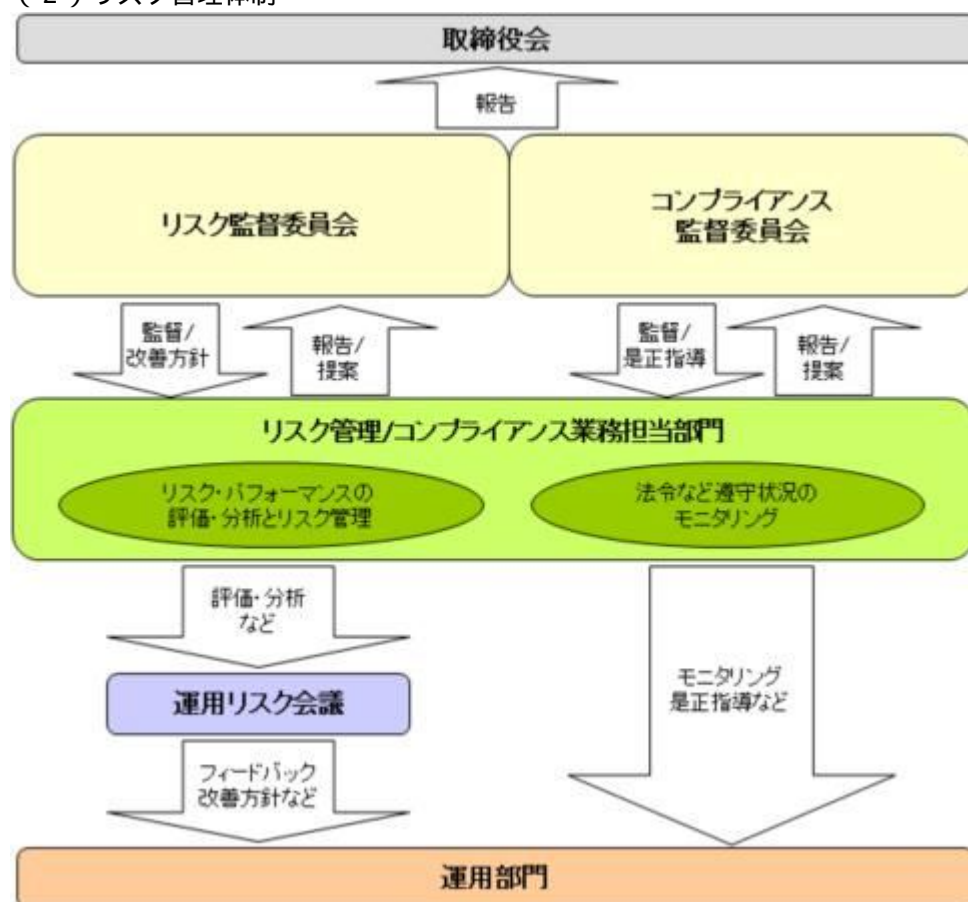 （２）リスク管理体制
取締役会
報告
リスク監督委員会
コンプライアンス
監督委員会
監督/
改善方針
報告/
提案
監督/
是正指導
報告/
提案
リスク管理/コンプライアンス業務担当部門
リスク・パフォーマンスの
評価・分析とリスク管理
法令など遵守状況の
モニタリング
評価・分析
など
運用リスク会議
モニタリング
是正指導など
フィードバック
改善方針など
運用部門